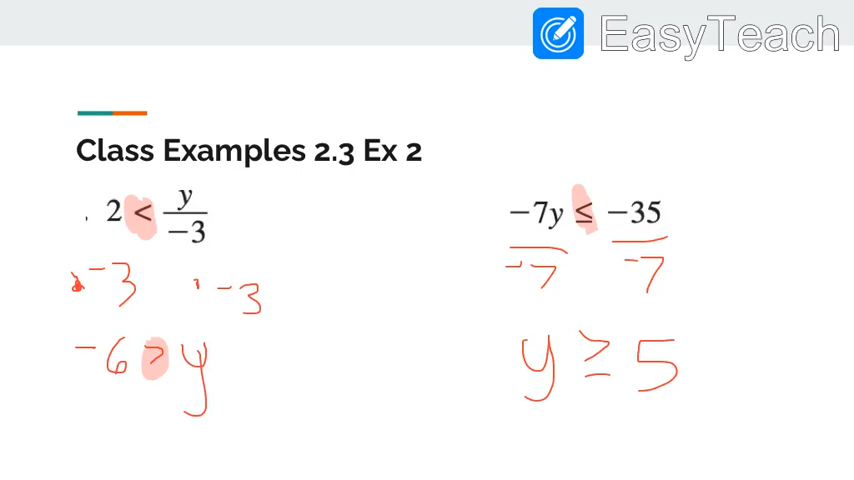 EasyTeach
Class Examples 2.3 Ex 2
2 < y/−3
· −3 · −3
−6 > y
−7y ≤ −35
−7 −7
y ≥ 5